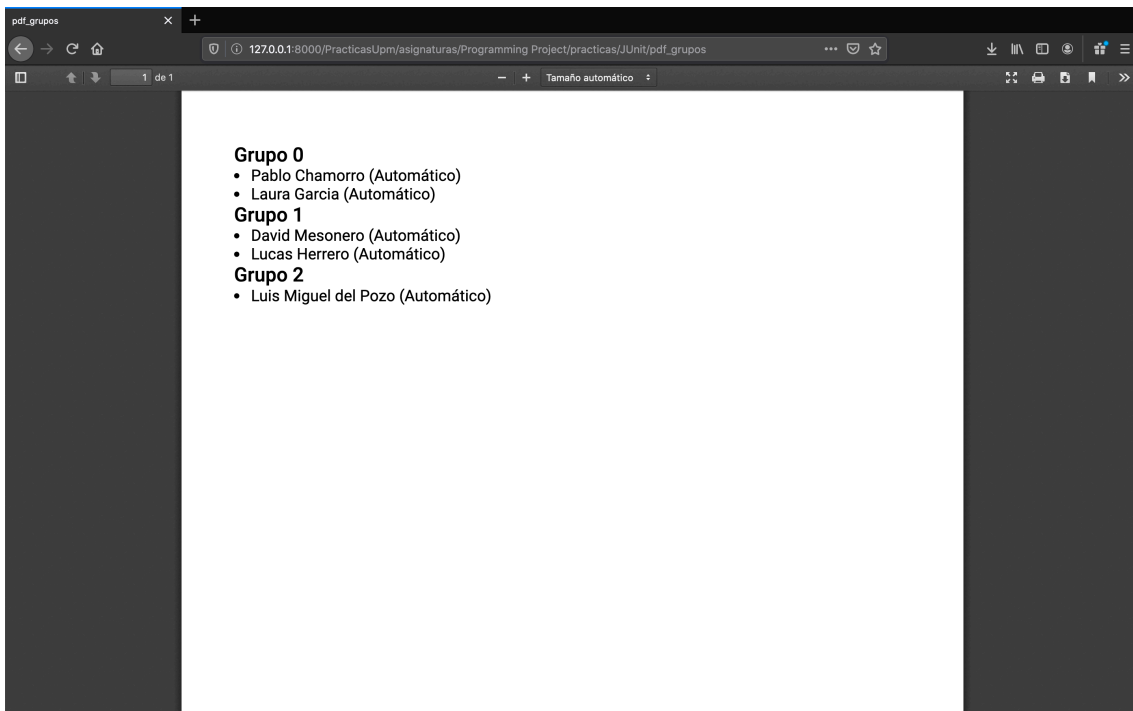 pdf_grupos
127.0.0.1:8000/PracticasUpm/asignaturas/Programming Project/practicas/JUnit/pdf_grupos
1 de 1
Tamaño automático
Grupo 0
• Pablo Chamorro (Automático)
• Laura Garcia (Automático)
Grupo 1
• David Mesonero (Automático)
• Lucas Herrero (Automático)
Grupo 2
• Luis Miguel del Pozo (Automático)